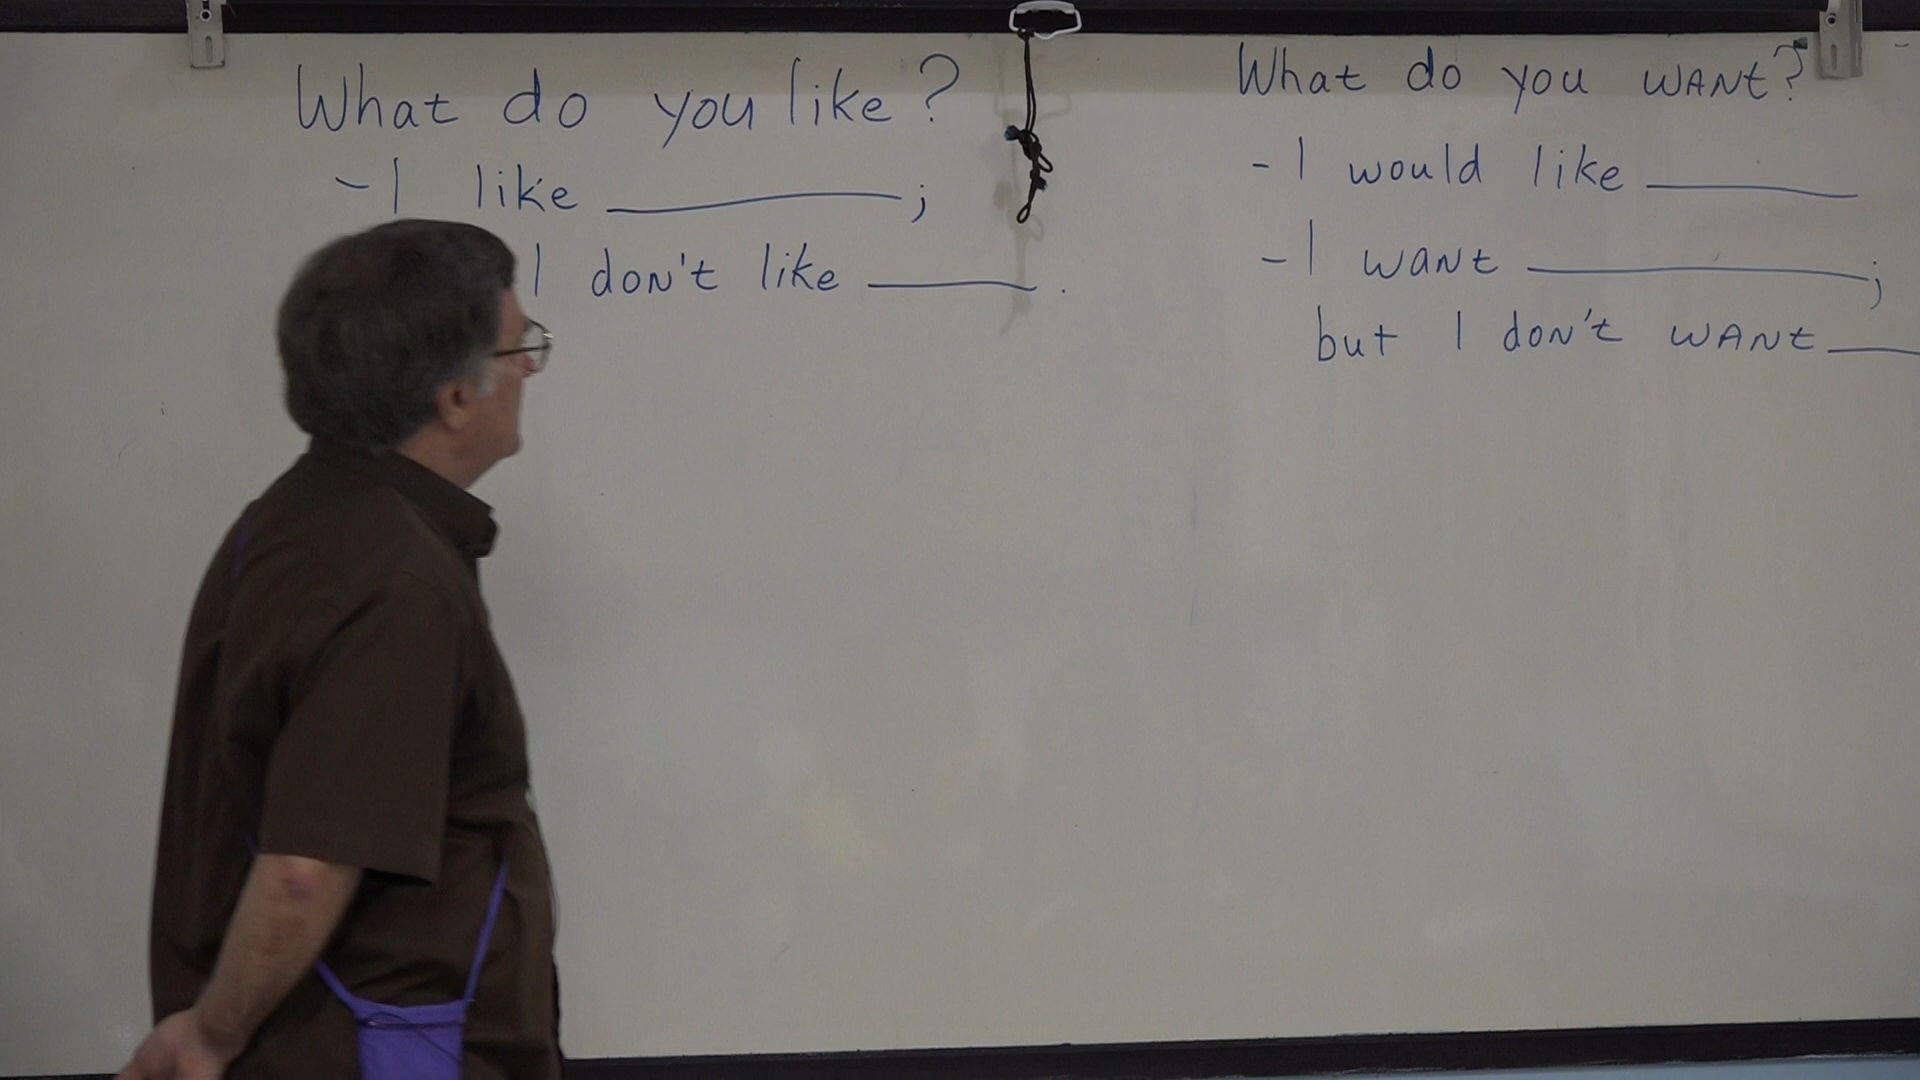 What do you like?
- I like ________;
I don't like ______.
What do you WANt?
- I would like ______
- I WANt ________;
but I don't WANt ____